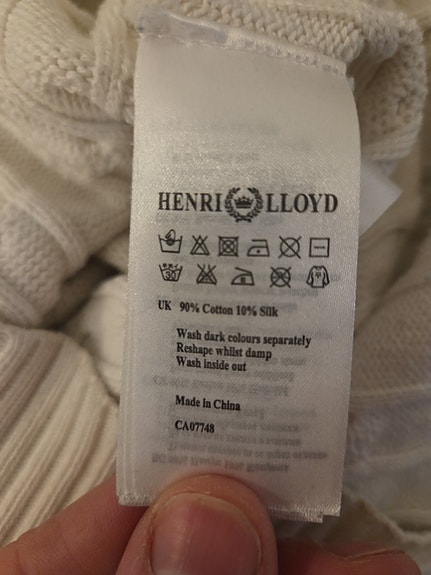 HENRI LLOYD
30
UK 90% Cotton 10% Silk
Wash dark colours separately
Reshape whilst damp
Wash inside out
Made in China
CA07748